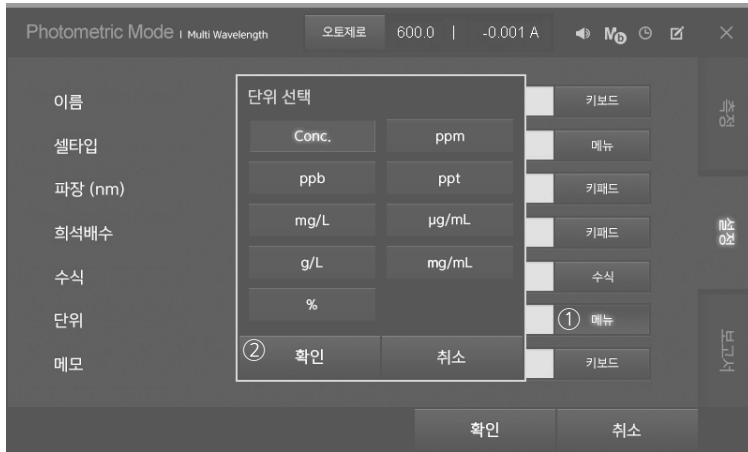 Photometric Mode | Multi Wavelength 오토제로 600.0 | -0.001 A
이름 키보드
셀타입 메뉴
파장 (nm) 키패드
희석배수 키패드
수식 수식
단위 ① 메뉴
메모 키보드
단위 선택
Conc. ppm
ppb ppt
mg/L µg/mL
g/L mg/mL
%
② 확인 취소
측정
설정
보고서
확인 취소